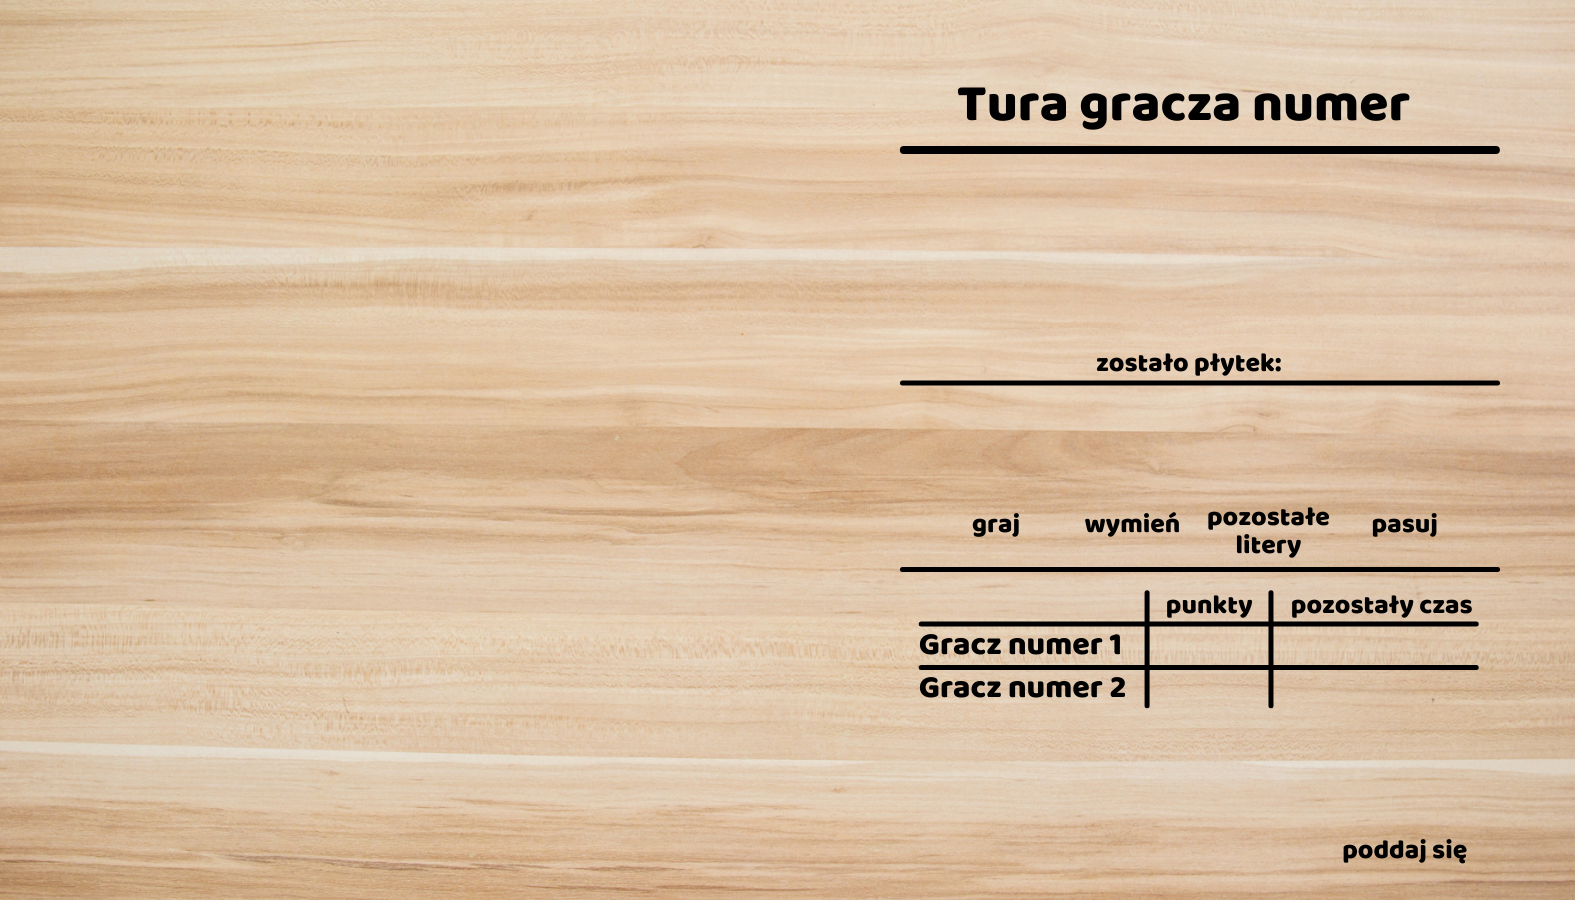 Tura gracza numer
zostało płytek:
graj wymień pozostałe litery pasuj
punkty pozostały czas
Gracz numer 1
Gracz numer 2
poddaj się